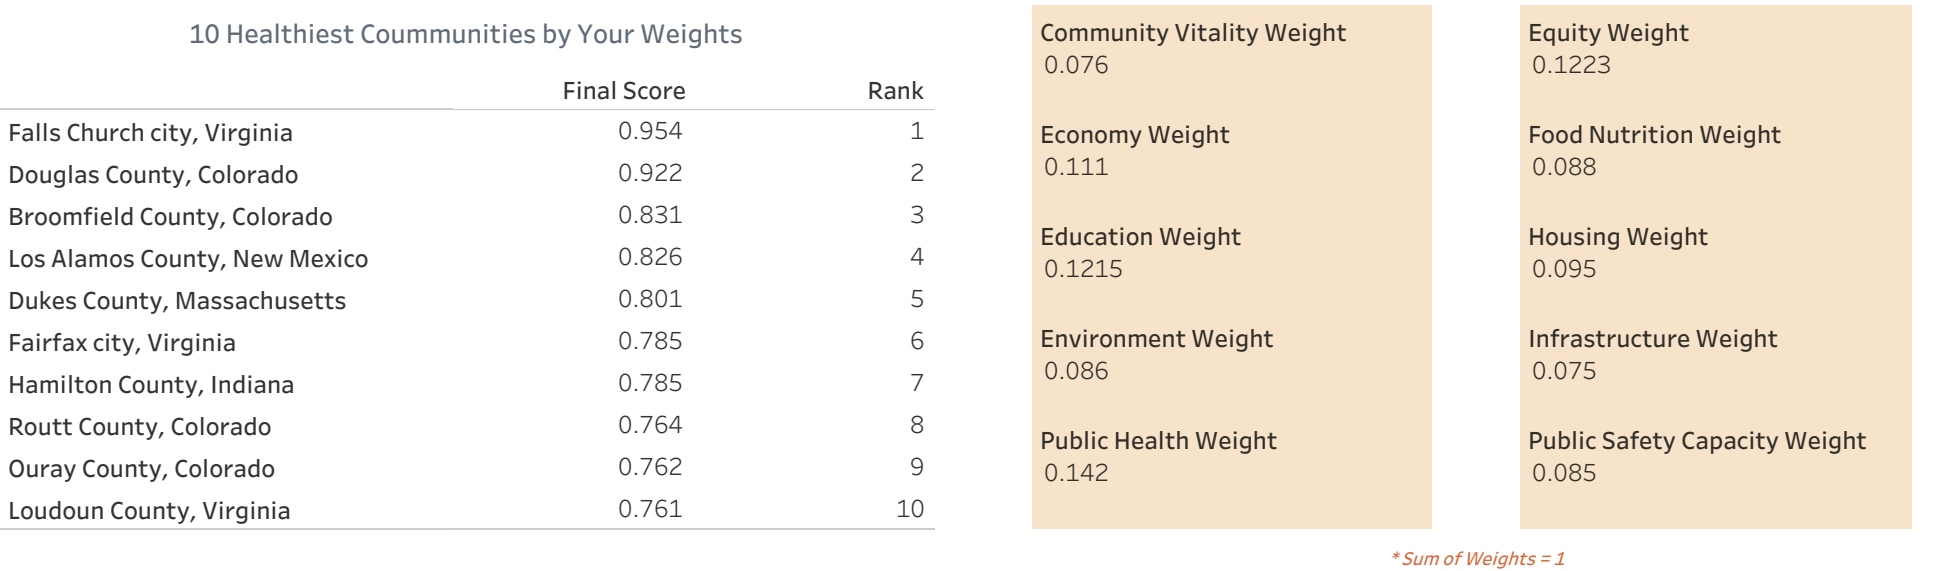 10 Healthiest Coummunities by Your Weights
Final Score Rank
Falls Church city, Virginia 0.954 1
Douglas County, Colorado 0.922 2
Broomfield County, Colorado 0.831 3
Los Alamos County, New Mexico 0.826 4
Dukes County, Massachusetts 0.801 5
Fairfax city, Virginia 0.785 6
Hamilton County, Indiana 0.785 7
Routt County, Colorado 0.764 8
Ouray County, Colorado 0.762 9
Loudoun County, Virginia 0.761 10
Community Vitality Weight
0.076
Economy Weight
0.111
Education Weight
0.1215
Environment Weight
0.086
Public Health Weight
0.142
Equity Weight
0.1223
Food Nutrition Weight
0.088
Housing Weight
0.095
Infrastructure Weight
0.075
Public Safety Capacity Weight
0.085
* Sum of Weights = 1